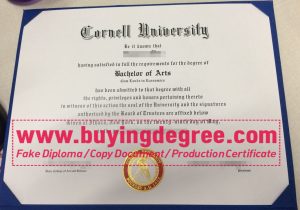 Cornell University
Be it known that
having satisfied in full the requirements for the degree of
Bachelor of Arts
has been admitted to that degree with all
the rights, privileges and honors pertaining thereto
in witness of this action the seal of the University and the signatures
authorized by the Board of Trustees are affixed below
www.buyingdegree.com
Fake Diploma / Copy Document / Production Certificate